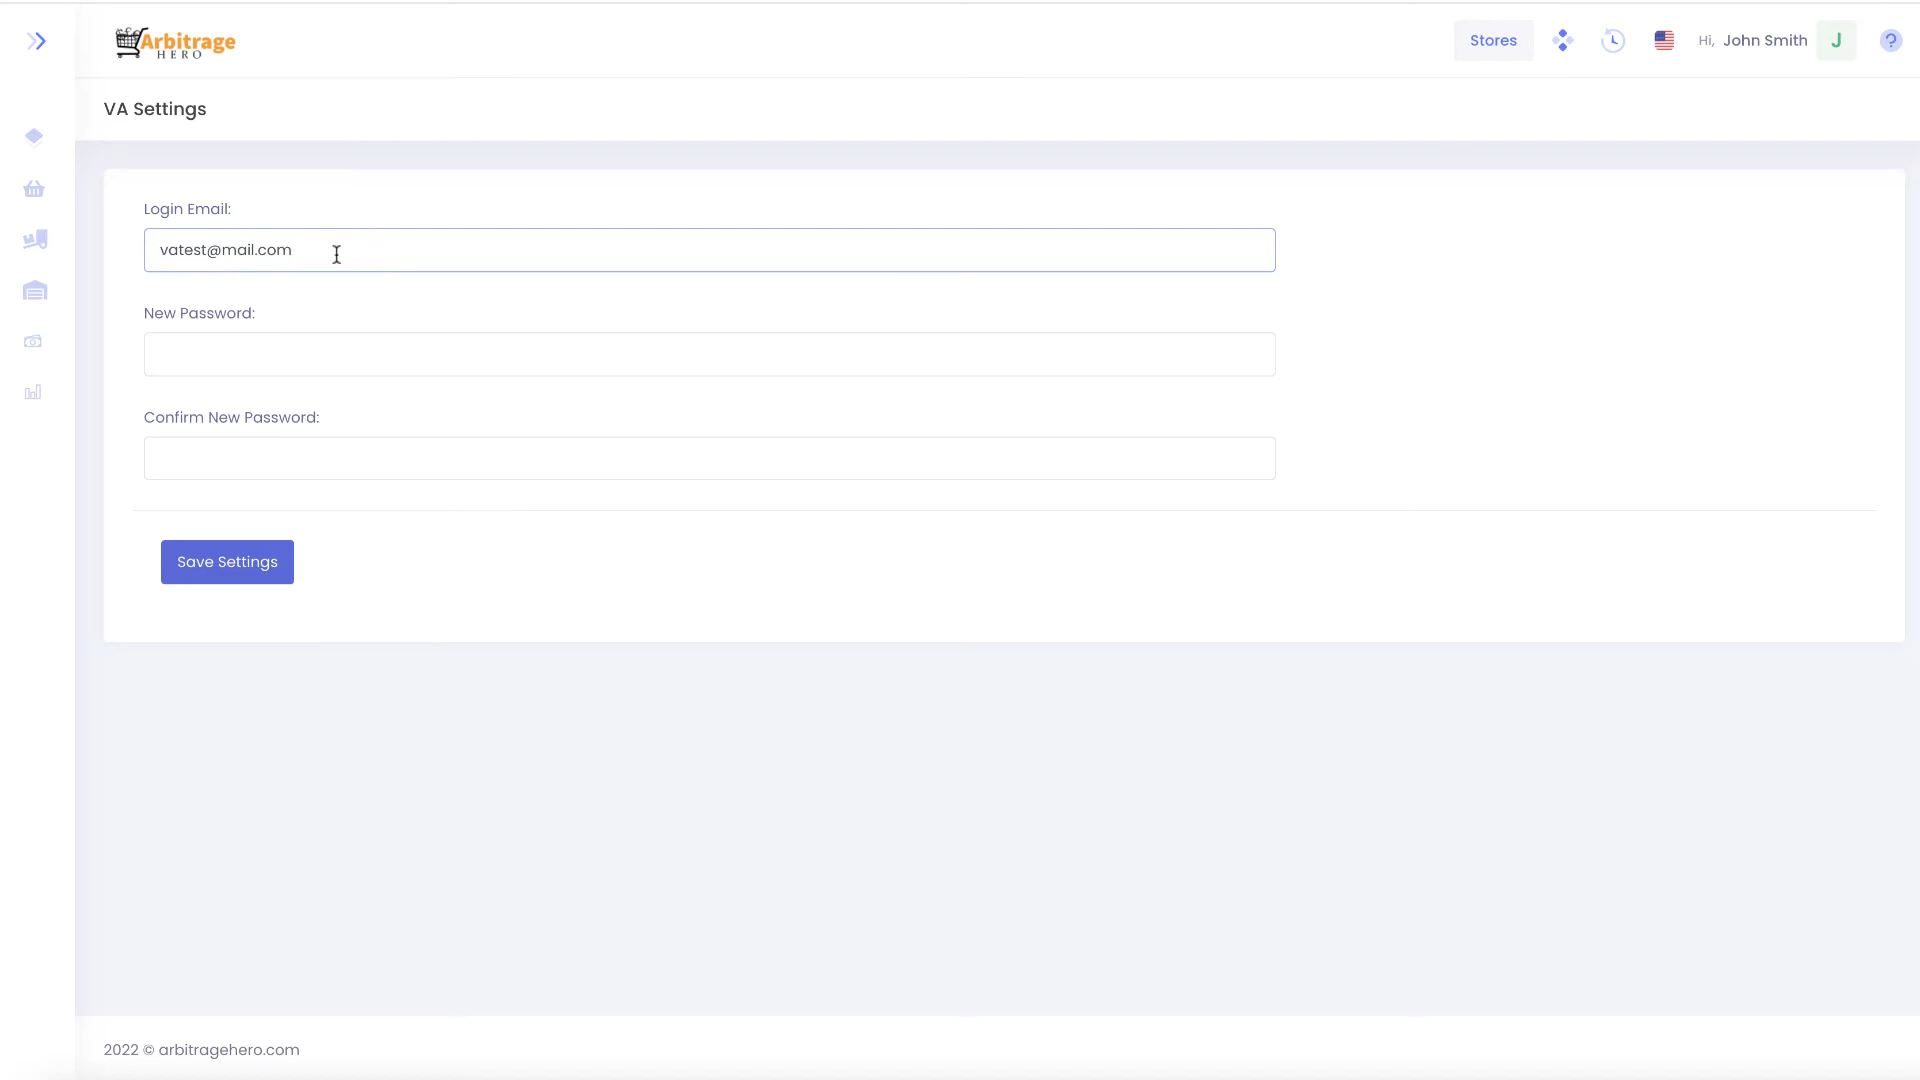 Arbitrage
HERO
Stores
Hi, John Smith
J
?
VA Settings
Login Email:
vatest@mail.com
New Password:
Confirm New Password:
Save Settings
2022 © arbitragehero.com